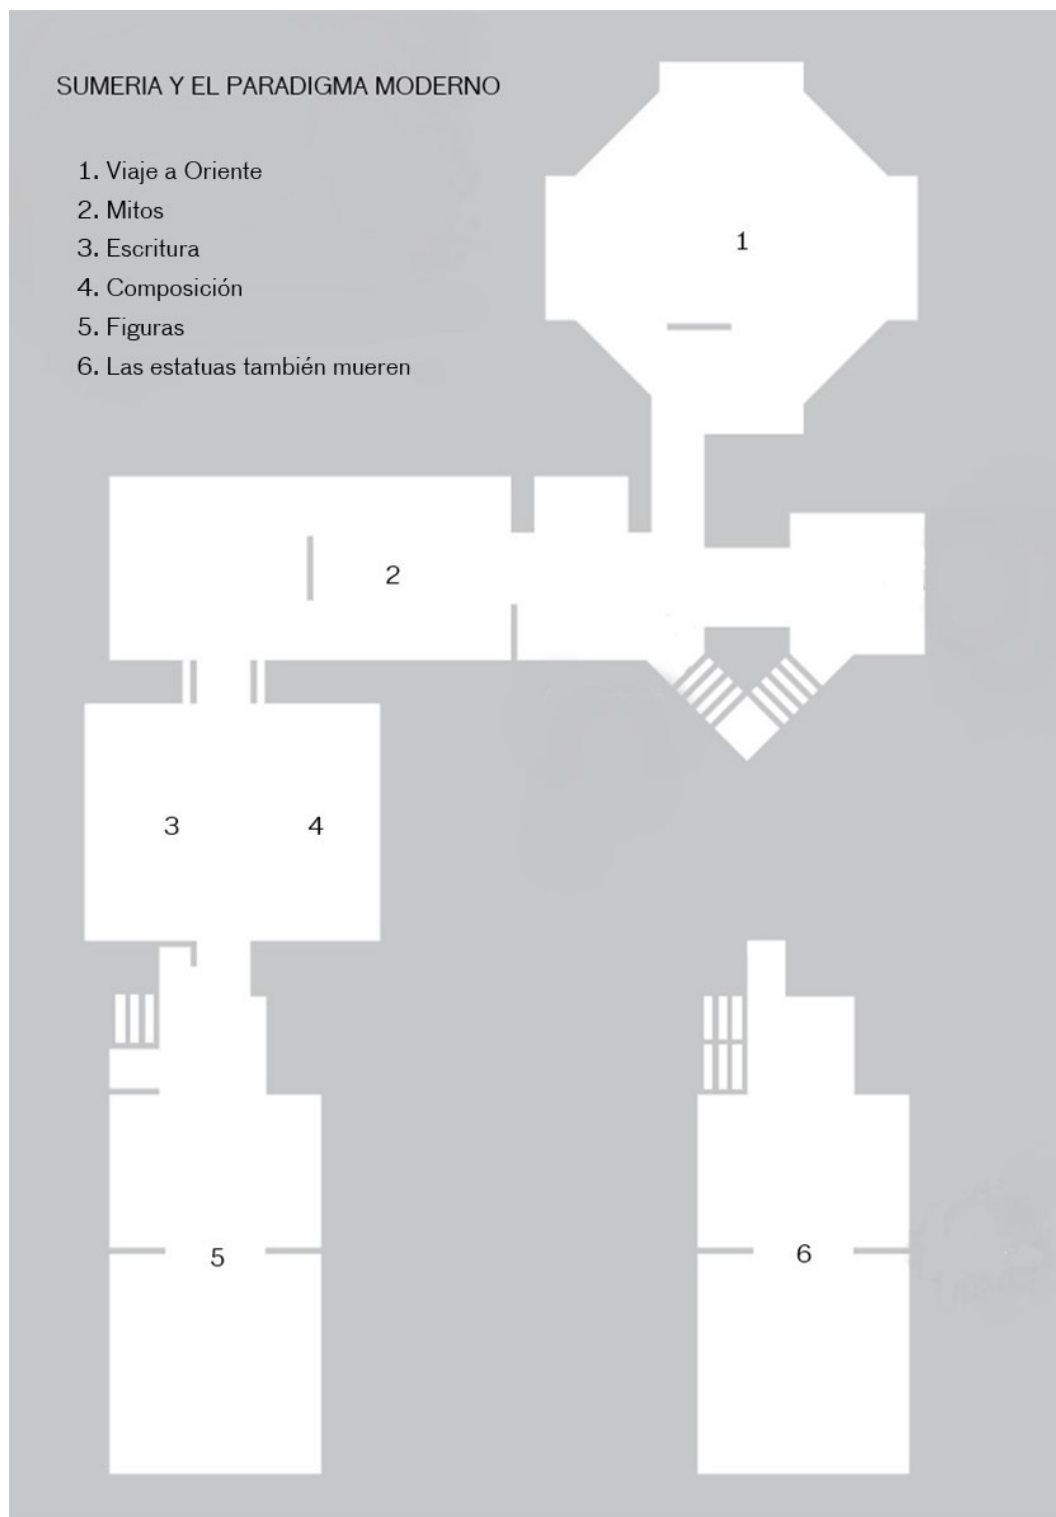 SUMERIA Y EL PARADIGMA MODERNO
1. Viaje a Oriente
2. Mitos
3. Escritura
4. Composición
5. Figuras
6. Las estatuas también mueren
1
2
3 4
5
6